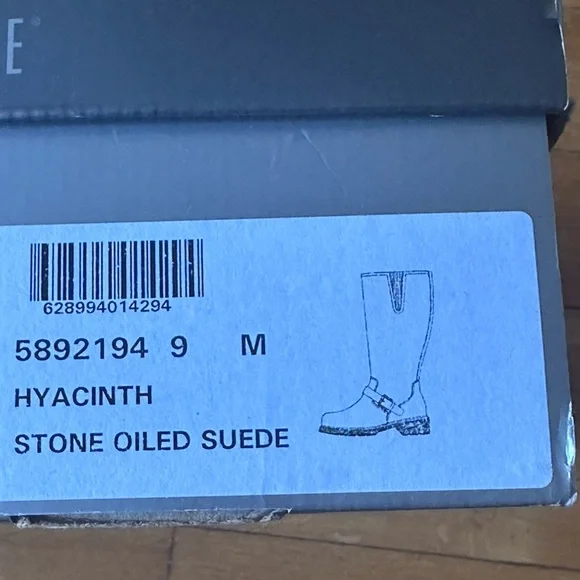 E
628994014294
5892194 9 M
HYACINTH
STONE OILED SUEDE